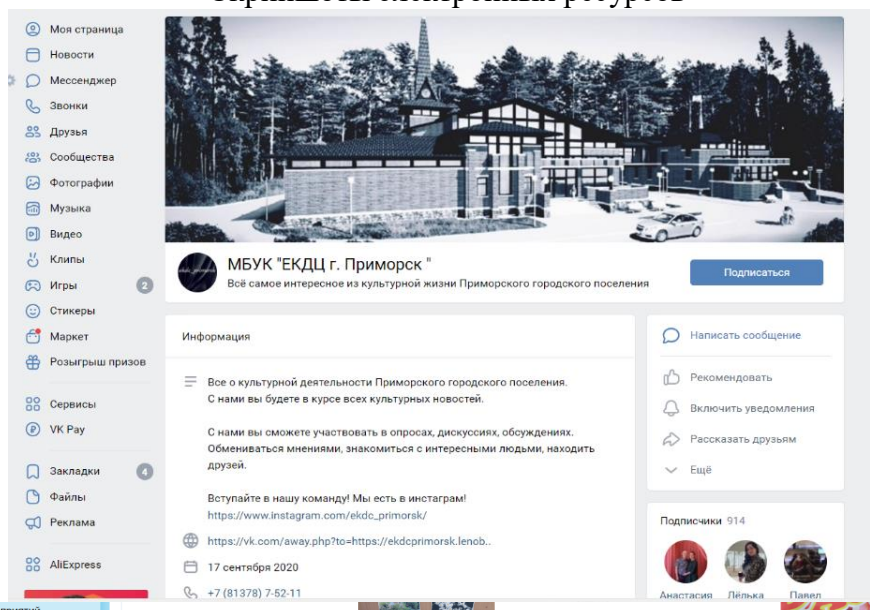 Скриншоты электронных ресурсов
Моя страница
Новости
Мессенджер
Звонки
Друзья
Сообщества
Фотографии
Музыка
Видео
Клипы
Игры 2
Стикеры
Маркет
Розыгрыш призов
Сервисы
VK Pay
Закладки 4
Файлы
Реклама
AliExpress
МБУК "ЕКДЦ г. Приморск "
Всё самое интересное из культурной жизни Приморского городского поселения
Подписаться
Информация
Все о культурной деятельности Приморского городского поселения.
С нами вы будете в курсе всех культурных новостей.
С нами вы сможете участвовать в опросах, дискуссиях, обсуждениях.
Обмениваться мнениями, знакомиться с интересными людьми, находить
друзей.
Вступайте в нашу команду! Мы есть в инстаграм!
https://www.instagram.com/ekdc_primorsk/
https://vk.com/away.php?to=https://ekdcprimorsk.lenob..
17 сентября 2020
+7 (81378) 7-52-11
Написать сообщение
Рекомендовать
Включить уведомления
Рассказать друзьям
Ещё
Подписчики 914
Анастасия Лёлька Павел